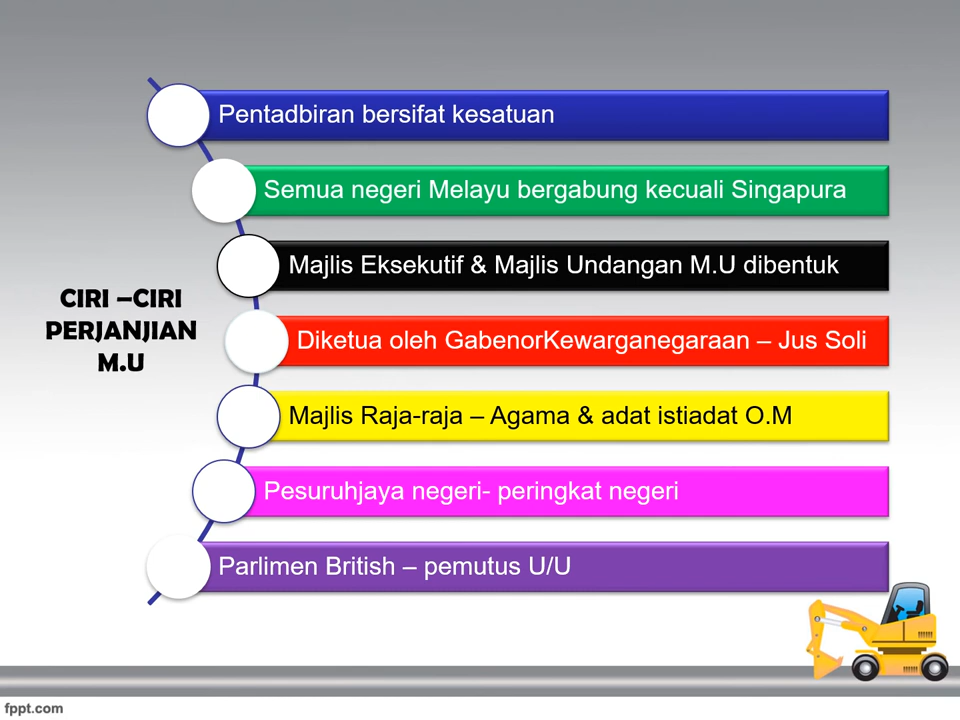 Pentadbiran bersifat kesatuan
Semua negeri Melayu bergabung kecuali Singapura
Majlis Eksekutif & Majlis Undangan M.U dibentuk
CIRI –CIRI
PERJANJIAN
M.U
Diketua oleh GabenorKewarganegaraan – Jus Soli
Majlis Raja-raja – Agama & adat istiadat O.M
Pesuruhjaya negeri- peringkat negeri
Parlimen British – pemutus U/U
fppt.com